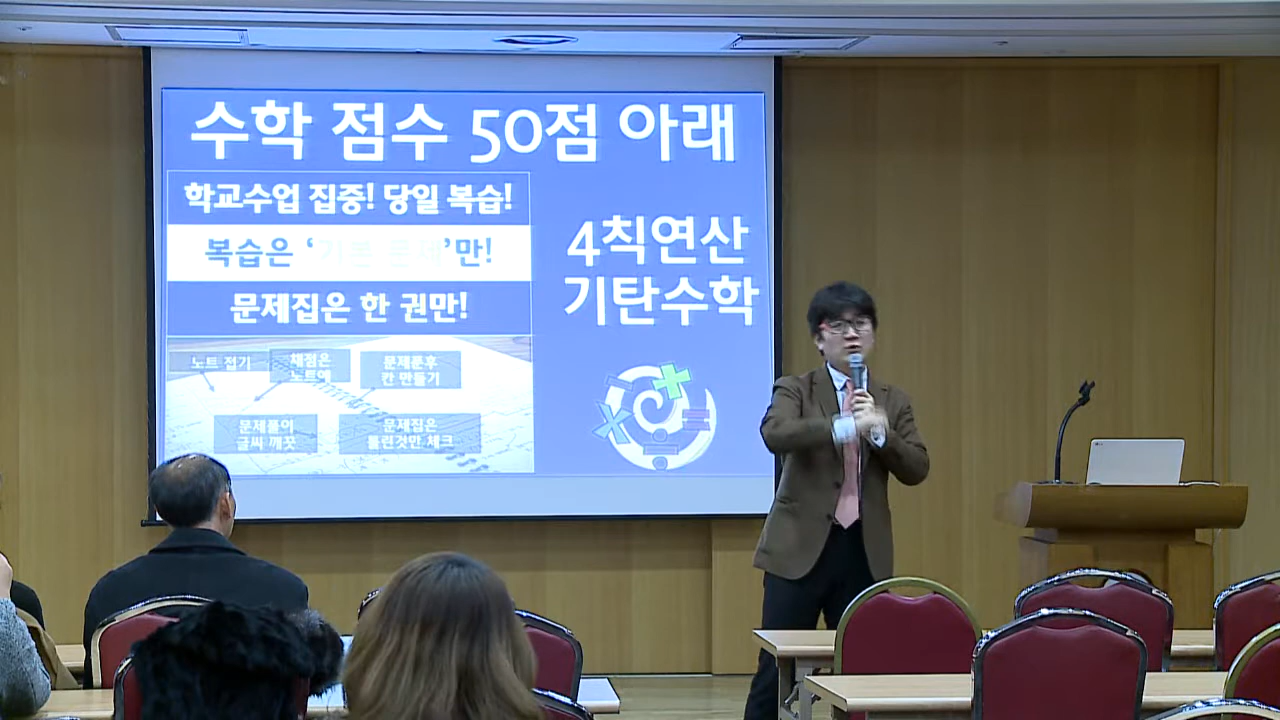 수학 점수 50점 아래
학교수업 집중! 당일 복습!
복습은 ‘기본 문제’만!
문제집은 한 권만!
4칙연산
기탄수학
노트 접기
채점은
노트에
문제푼후
칸 만들기
문제풀이
글씨 깨끗
문제집은
틀린것만 체크